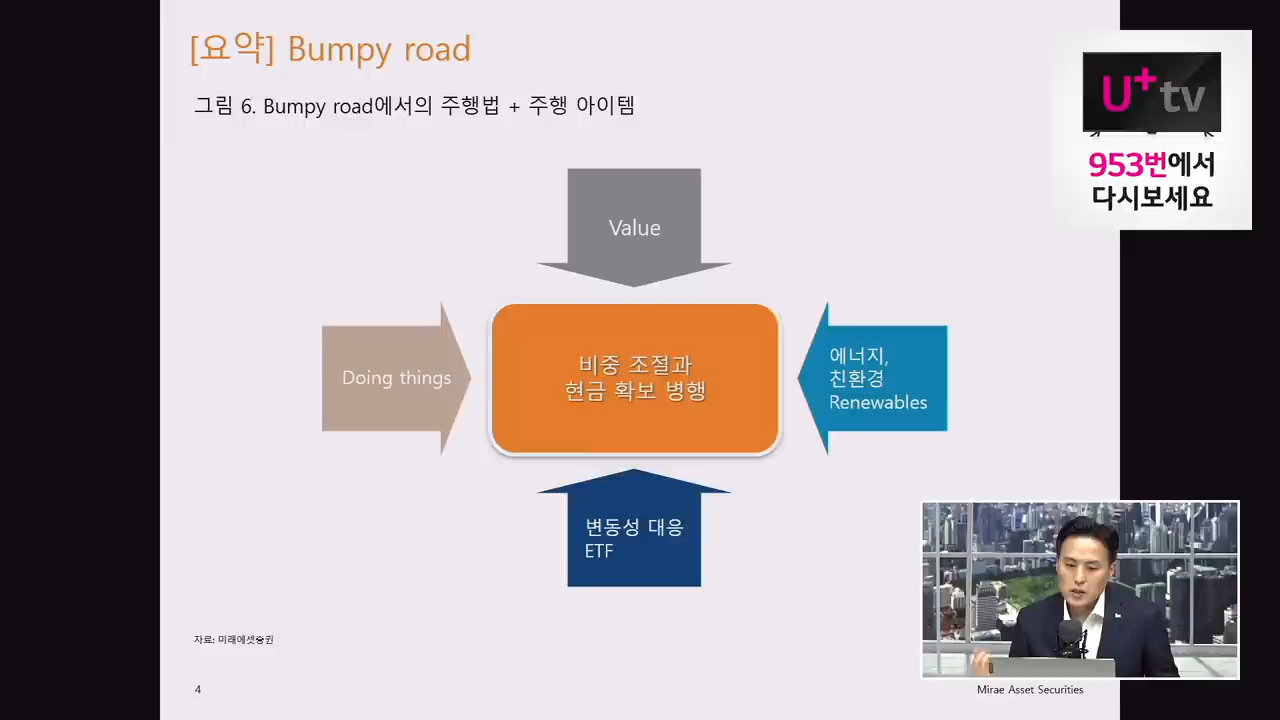 [요약] Bumpy road
그림 6. Bumpy road에서의 주행법 + 주행 아이템
U+ tv
953번에서
다시보세요
Value
Doing things
비중 조절과
현금 확보 병행
에너지,
친환경
Renewables
변동성 대응
ETF
자료: 미래에셋증권
4
Mirae Asset Securities